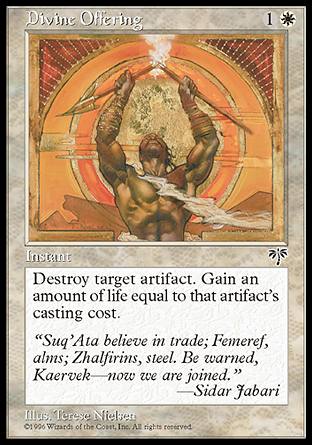 Divine Offering 1
Instant
Destroy target artifact. Gain an
amount of life equal to that artifact's
casting cost.
"Suq'Ata believe in trade; Femeref,
alms; Zhalfirins, steel. Be warned,
Kaervek—now we are joined."
—Sidar Jabari
Illus. Terese Nielsen
©1996 Wizards of the Coast, Inc. All rights reserved.